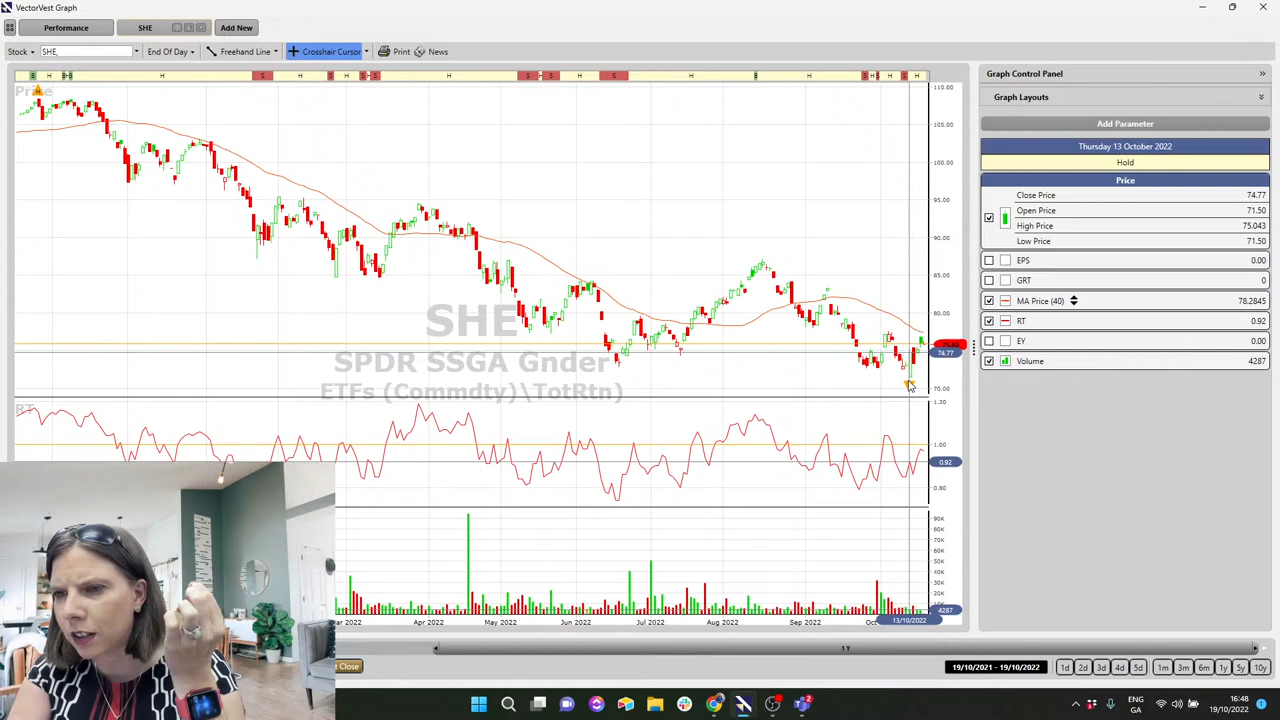 VectorVest Graph
Performance
SHE
Add New
Stock
SHE,
End Of Day
Freehand Line
Crosshair Cursor
Print
News
Graph Control Panel
Graph Layouts
Add Parameter
Thursday 13 October 2022
Hold
Price
Close Price 74.77
Open Price 71.50
High Price 75.043
Low Price 71.50
EPS 0.00
GRT 0
MA Price (40) 78.2845
RT 0.92
EY 0.00
Volume 4287
H H H S H S H S S H S S S H H S H S H S H
Price
110.00
105.00
100.00
95.00
90.00
85.00
80.00
74.77
70.00
SHE
SPDR SSGA Gnder
ETFs (Commdty)\TotRtn)
RT
1.20
1.00
0.92
0.80
90K
80K
70K
60K
50K
40K
30K
20K
10K
4287
Apr 2022
May 2022
Jun 2022
Jul 2022
Aug 2022
Sep 2022
13/10/2022
1 Y
Close
19/10/2021 - 19/10/2022
1d 2d 3d 4d 5d 1m 3m 6m 1y 5y 10y
ENG
GA
16:48
19/10/2022